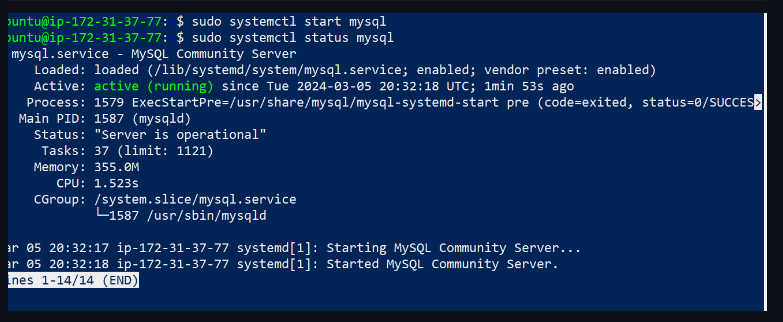 buntu@ip-172-31-37-77:~$ sudo systemctl start mysql
buntu@ip-172-31-37-77:~$ sudo systemctl status mysql
mysql.service - MySQL Community Server
Loaded: loaded (/lib/systemd/system/mysql.service; enabled; vendor preset: enabled)
Active: active (running) since Tue 2024-03-05 20:32:18 UTC; 1min 53s ago
Process: 1579 ExecStartPre=/usr/share/mysql/mysql-systemd-start pre (code=exited, status=0/SUCCES>
Main PID: 1587 (mysqld)
Status: "Server is operational"
Tasks: 37 (limit: 1121)
Memory: 355.0M
CPU: 1.523s
CGroup: /system.slice/mysql.service
└─1587 /usr/sbin/mysqld
ar 05 20:32:17 ip-172-31-37-77 systemd[1]: Starting MySQL Community Server...
ar 05 20:32:18 ip-172-31-37-77 systemd[1]: Started MySQL Community Server.
ines 1-14/14 (END)